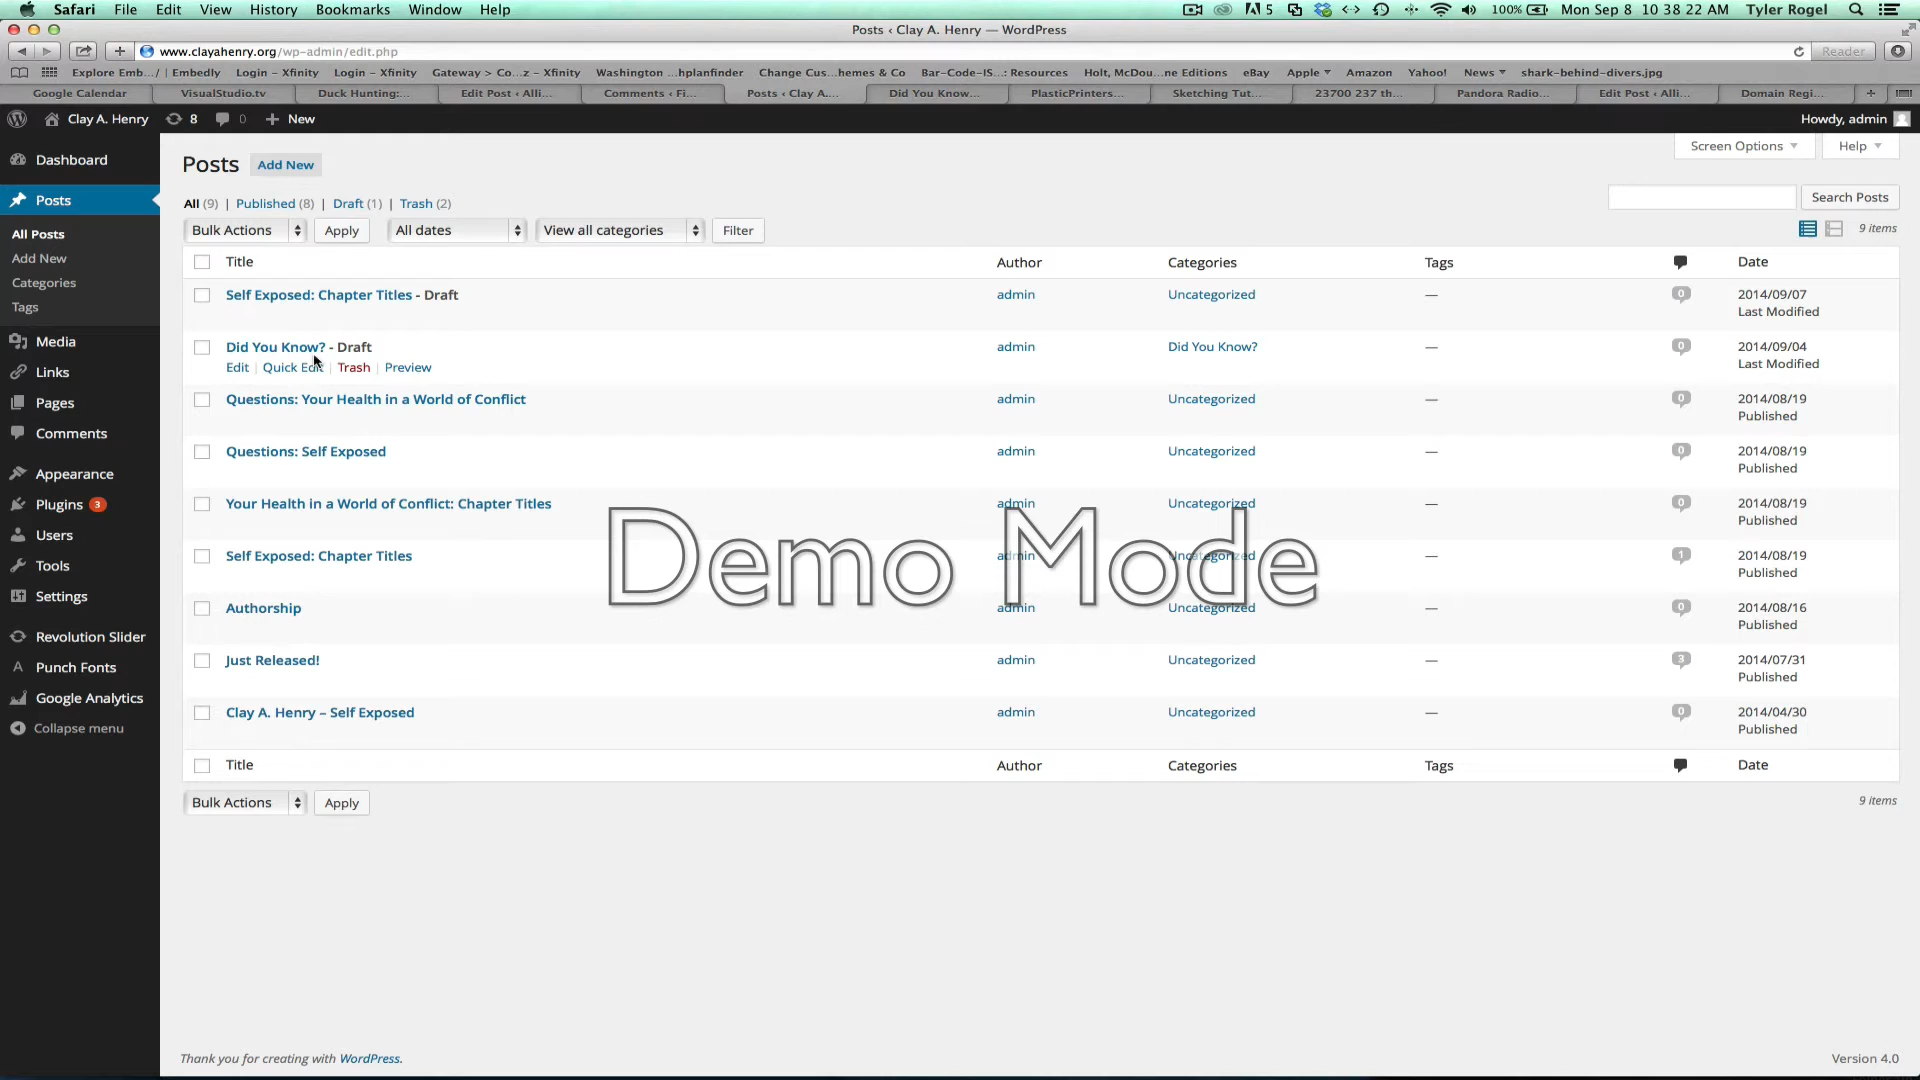 Safari File Edit View History Bookmarks Window Help 5 100% Mon Sep 8 10 38 22 AM Tyler Rogel
Posts ‹ Clay A. Henry — WordPress
www.clayahenry.org/wp-admin/edit.php Reader
Explore Emb.../ | Embedly Login – Xfinity Login – Xfinity Gateway > Co...z – Xfinity Washington ...hplanfinder Change Cus...hemes & Co Bar-Code-IS...: Resources Holt, McDou...ne Editions eBay Apple Amazon Yahoo! News shark-behind-divers.jpg
Google Calendar VisualStudio.tv Duck Hunting:... Edit Post ‹ Alli... Comments ‹ Fi... Posts ‹ Clay A.... Did You Know... PlasticPrinters... Sketching Tut... 23700 237 th... Pandora Radio... Edit Post ‹ Alli... Domain Regi...
Clay A. Henry 8 0 + New Howdy, admin
Dashboard
Posts
All Posts
Add New
Categories
Tags
Media
Links
Pages
Comments
Appearance
Plugins 3
Users
Tools
Settings
Revolution Slider
Punch Fonts
Google Analytics
Collapse menu
Screen Options Help
Posts Add New
All (9) | Published (8) | Draft (1) | Trash (2) Search Posts
Bulk Actions Apply All dates View all categories Filter 9 items
Title Author Categories Tags Date
Self Exposed: Chapter Titles - Draft admin Uncategorized — 0 2014/09/07
Last Modified
Did You Know? - Draft admin Did You Know? — 0 2014/09/04
Edit | Quick Edit | Trash | Preview Last Modified
Questions: Your Health in a World of Conflict admin Uncategorized — 0 2014/08/19
Published
Questions: Self Exposed admin Uncategorized — 0 2014/08/19
Published
Your Health in a World of Conflict: Chapter Titles admin Uncategorized — 0 2014/08/19
Published
Self Exposed: Chapter Titles admin Uncategorized — 1 2014/08/19
Published
Demo Mode
Authorship admin Uncategorized — 0 2014/08/16
Published
Just Released! admin Uncategorized — 3 2014/07/31
Published
Clay A. Henry – Self Exposed admin Uncategorized — 0 2014/04/30
Published
Title Author Categories Tags Date
Bulk Actions Apply 9 items
Thank you for creating with WordPress. Version 4.0